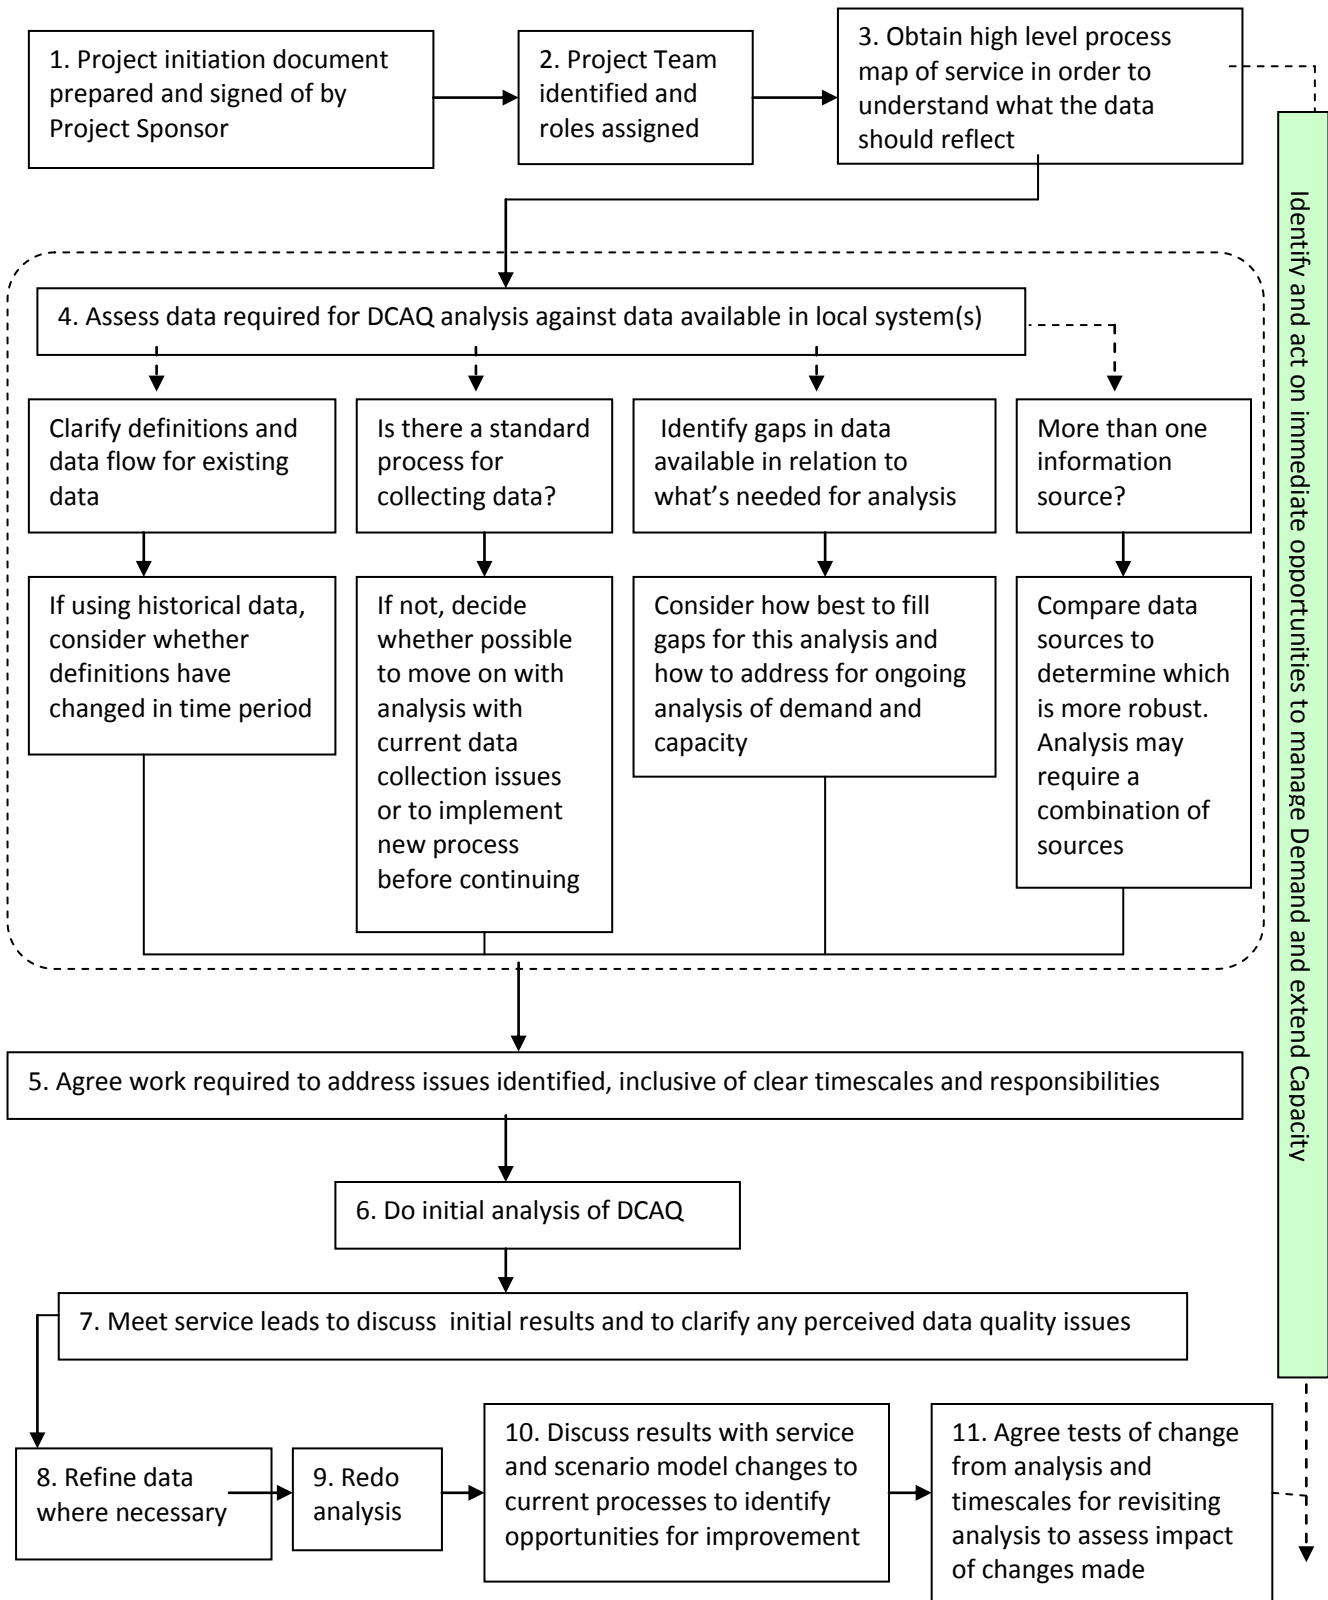 1. Project initiation document
prepared and signed of by
Project Sponsor
2. Project Team
identified and
roles assigned
3. Obtain high level process
map of service in order to
understand what the data
should reflect
4. Assess data required for DCAQ analysis against data available in local system(s)
Clarify definitions and
data flow for existing
data
Is there a standard
process for
collecting data?
Identify gaps in data
available in relation to
what’s needed for analysis
More than one
information
source?
If using historical data,
consider whether
definitions have
changed in time period
If not, decide
whether possible
to move on with
analysis with
current data
collection issues
or to implement
new process
before continuing
Consider how best to fill
gaps for this analysis and
how to address for ongoing
analysis of demand and
capacity
Compare data
sources to
determine which
is more robust.
Analysis may
require a
combination of
sources
5. Agree work required to address issues identified, inclusive of clear timescales and responsibilities
6. Do initial analysis of DCAQ
7. Meet service leads to discuss  initial results and to clarify any perceived data quality issues
8. Refine data
where necessary
9. Redo
analysis
10. Discuss results with service
and scenario model changes to
current processes to identify
opportunities for improvement
11. Agree tests of change
from analysis and
timescales for revisiting
analysis to assess impact
of changes made
Identify and act on immediate opportunities to manage Demand and extend Capacity